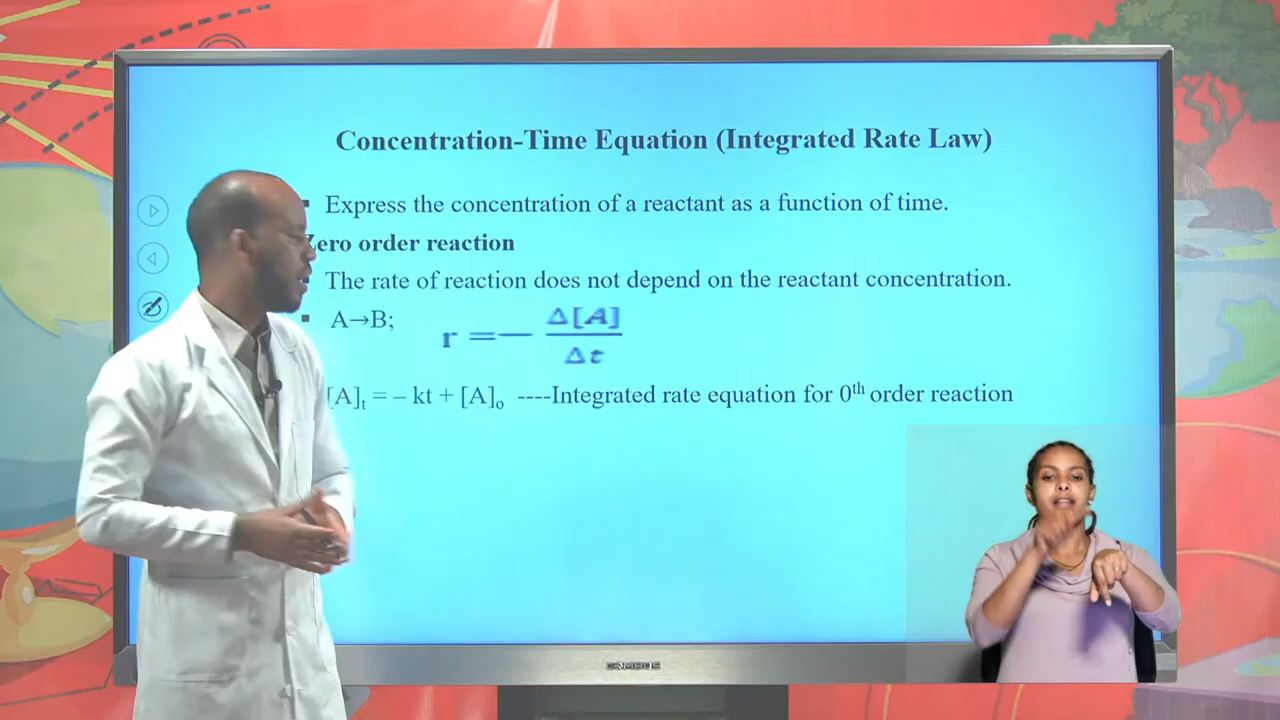 Concentration-Time Equation (Integrated Rate Law)
▪ Express the concentration of a reactant as a function of time.
Zero order reaction
The rate of reaction does not depend on the reactant concentration.
▪ A→B; r = – Δ[A] / Δt
[A]t = – kt + [A]o ----Integrated rate equation for 0th order reaction